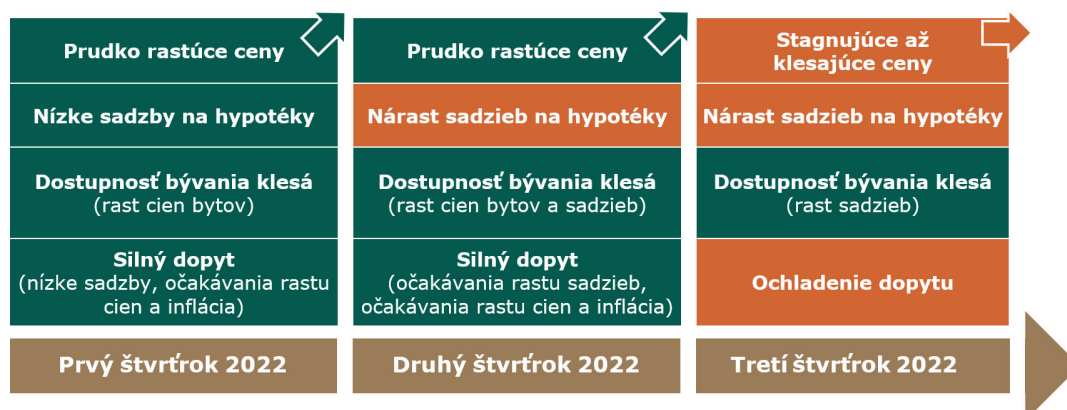 Prudko rastúce ceny
Nízke sadzby na hypotéky
Dostupnosť bývania klesá
(rast cien bytov)
Silný dopyt
(nízke sadzby, očakávania rastu
cien a inflácia)
Prvý štvrťrok 2022
Prudko rastúce ceny
Nárast sadzieb na hypotéky
Dostupnosť bývania klesá
(rast cien bytov a sadzieb)
Silný dopyt
(očakávania rastu sadzieb,
očakávania rastu cien a inflácia)
Druhý štvrťrok 2022
Stagnujúce až
klesajúce ceny
Nárast sadzieb na hypotéky
Dostupnosť bývania klesá
(rast sadzieb)
Ochladenie dopytu
Tretí štvrťrok 2022